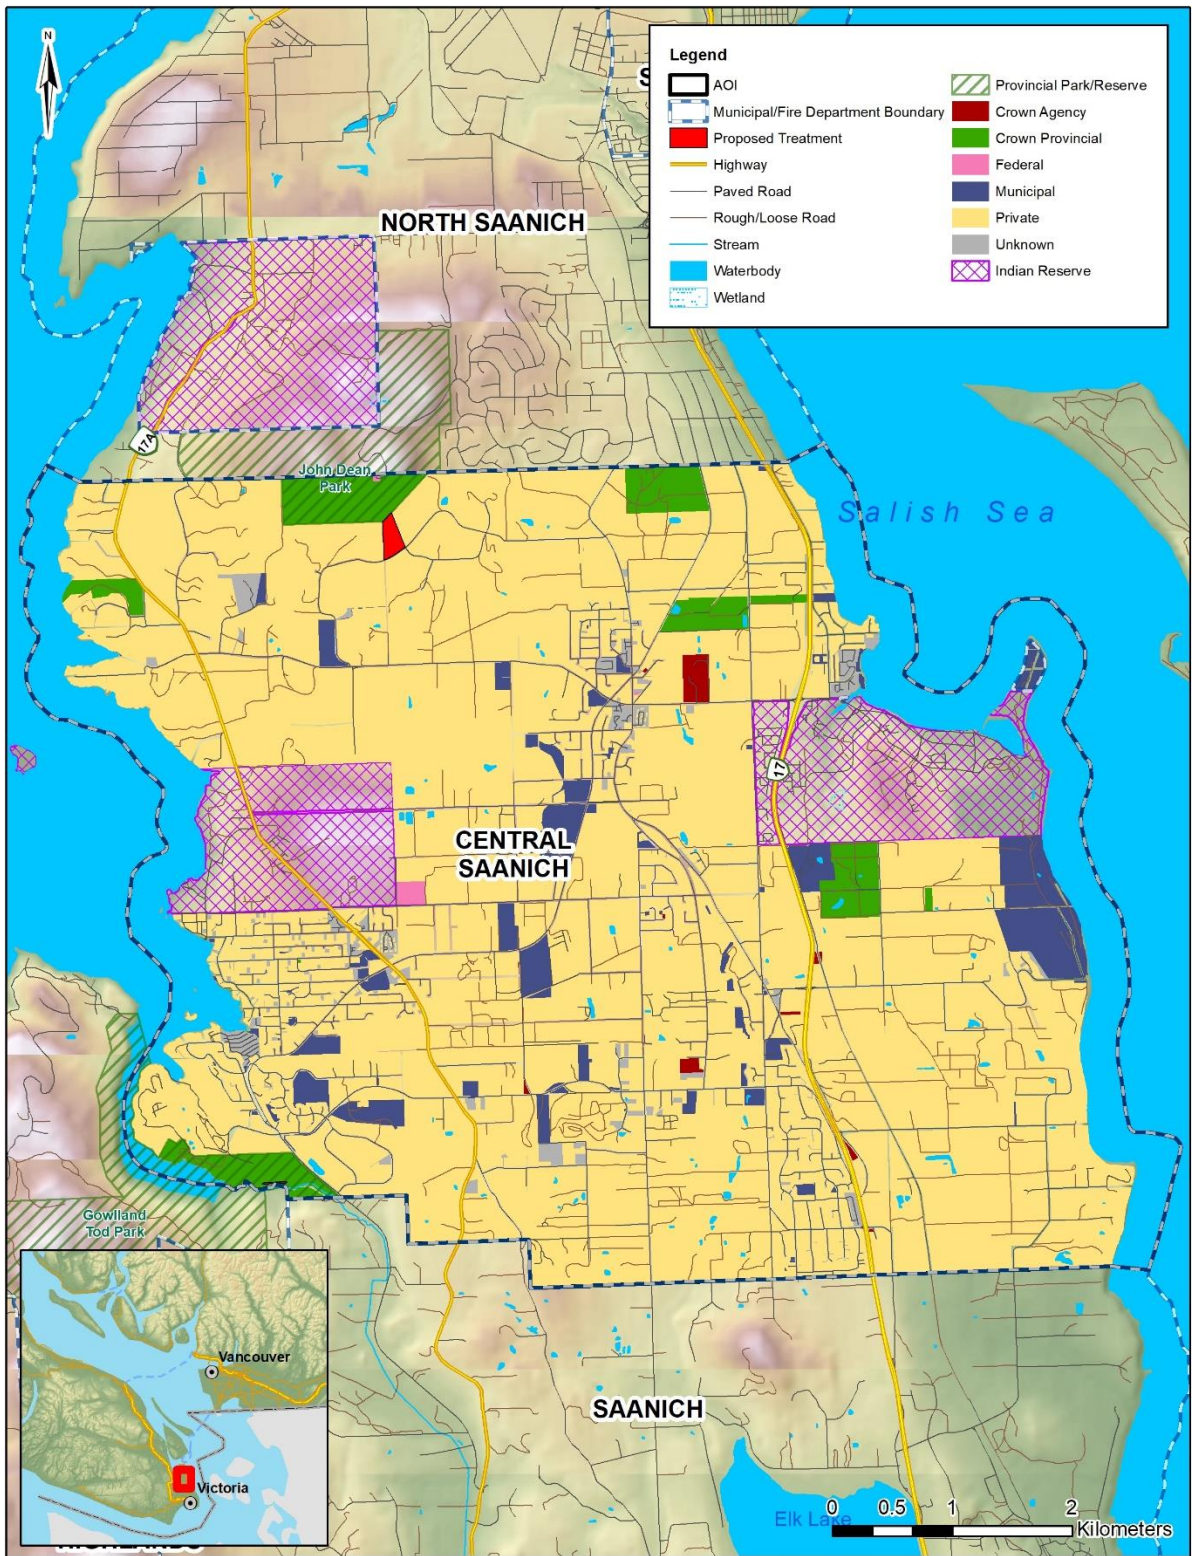 N
Legend
AOI
Municipal/Fire Department Boundary
Proposed Treatment
Highway
Paved Road
Rough/Loose Road
Stream
Waterbody
Wetland
Provincial Park/Reserve
Crown Agency
Crown Provincial
Federal
Municipal
Private
Unknown
Indian Reserve
S
NORTH SAANICH
17A
John Dean
Park
Salish Sea
17
CENTRAL
SAANICH
Gowlland
Tod Park
Vancouver
Victoria
SAANICH
Elk Lake
0 0.5 1 2
Kilometers